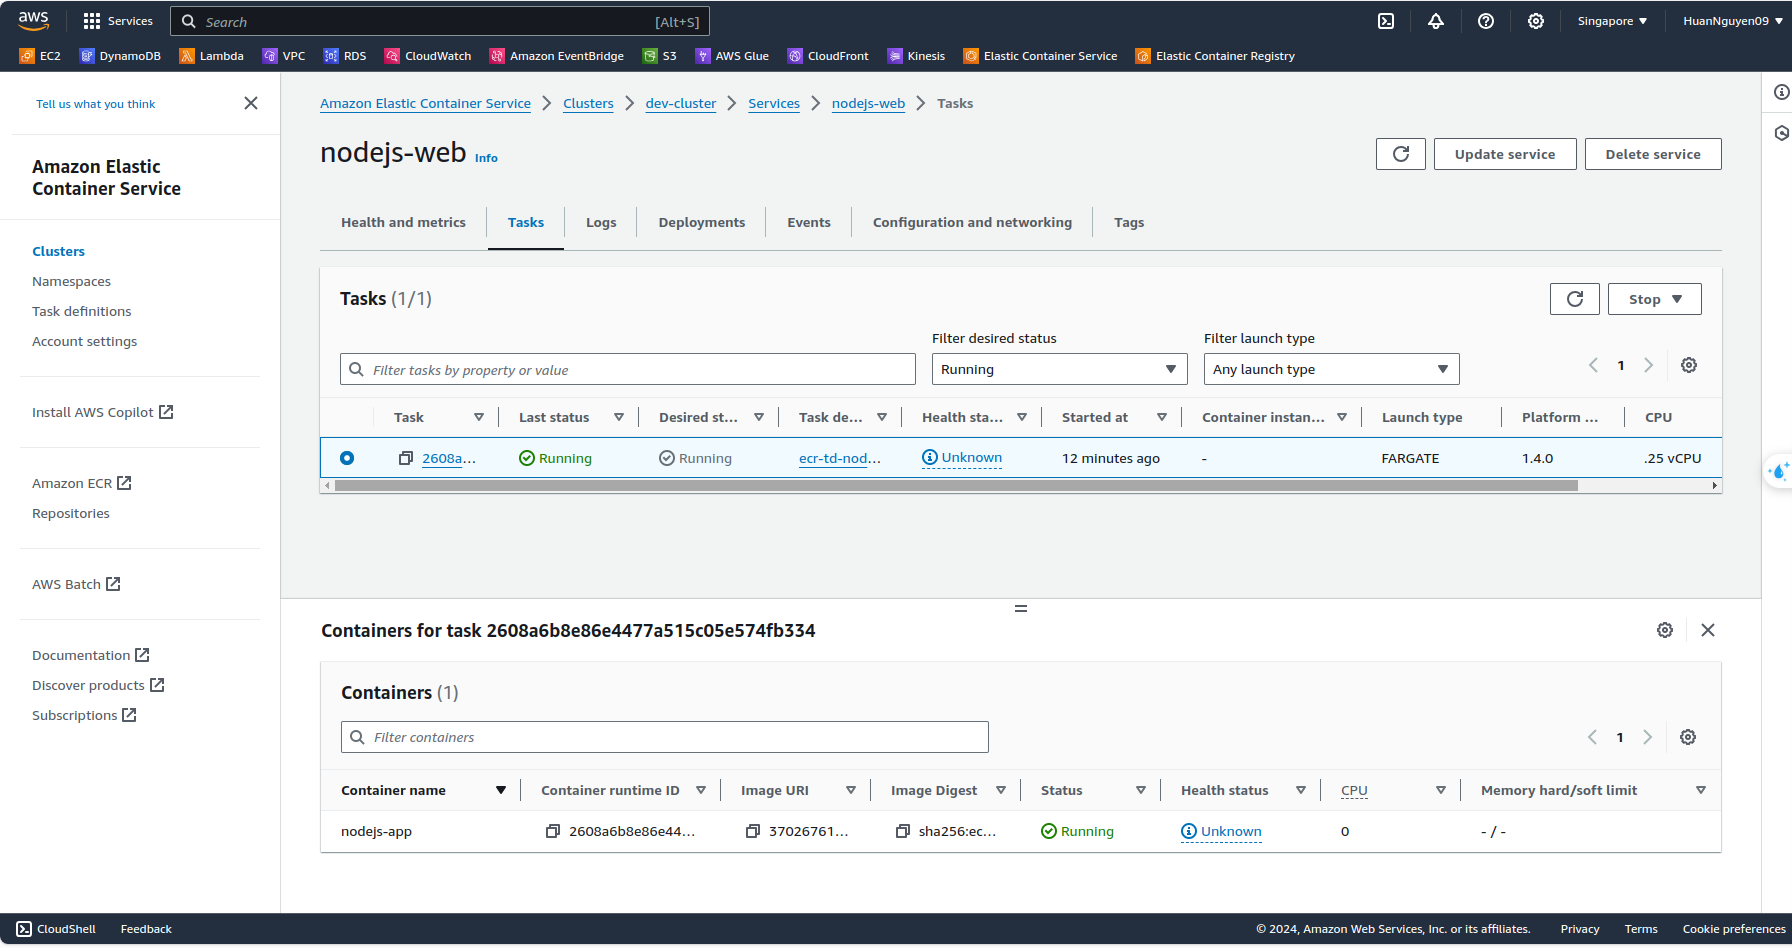 aws Services Search [Alt+S] Singapore HuanNguyen09
EC2 DynamoDB Lambda VPC RDS CloudWatch Amazon EventBridge S3 AWS Glue CloudFront Kinesis Elastic Container Service Elastic Container Registry
Tell us what you think
Amazon Elastic
Container Service
Clusters
Namespaces
Task definitions
Account settings
Install AWS Copilot
Amazon ECR
Repositories
AWS Batch
Documentation
Discover products
Subscriptions
Amazon Elastic Container Service Clusters dev-cluster Services nodejs-web Tasks
nodejs-web Info
Update service Delete service
Health and metrics Tasks Logs Deployments Events Configuration and networking Tags
Tasks (1/1)
Stop
Filter desired status Filter launch type
Filter tasks by property or value Running Any launch type 1
Task Last status Desired st... Task de... Health sta... Started at Container instan... Launch type Platform ... CPU
2608a... Running Running ecr-td-nod... Unknown 12 minutes ago - FARGATE 1.4.0 .25 vCPU
Containers for task 2608a6b8e86e4477a515c05e574fb334
Containers (1)
Filter containers 1
Container name Container runtime ID Image URI Image Digest Status Health status CPU Memory hard/soft limit
nodejs-app 2608a6b8e86e44... 37026761... sha256:ec... Running Unknown 0 - / -
CloudShell Feedback © 2024, Amazon Web Services, Inc. or its affiliates. Privacy Terms Cookie preferences